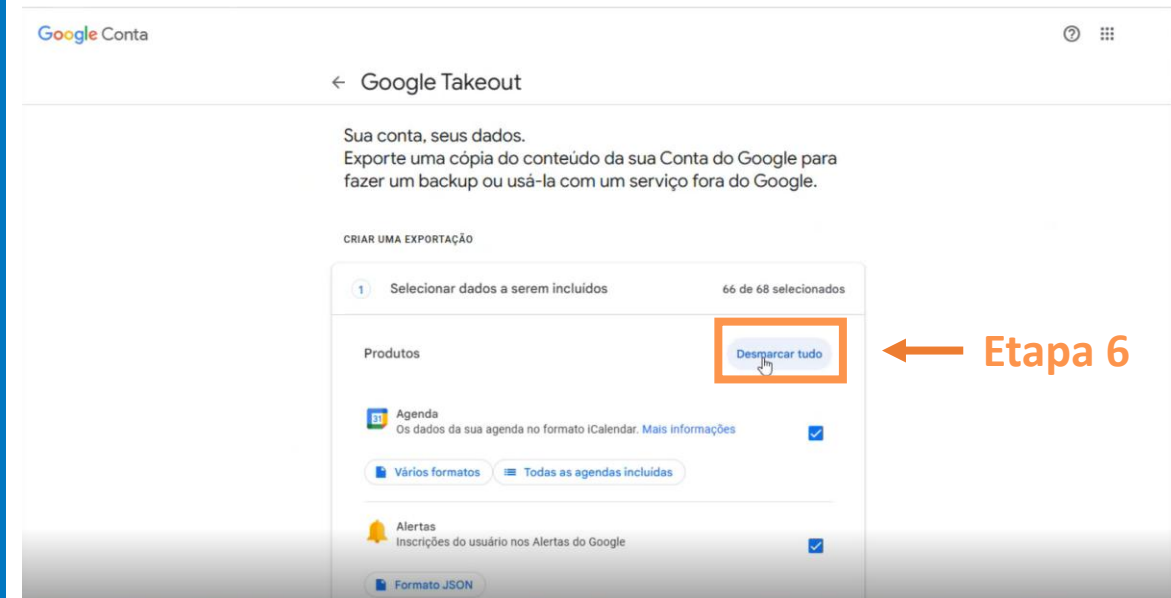 Google Conta
Google Takeout
Sua conta, seus dados.
Exporte uma cópia do conteúdo da sua Conta do Google para
fazer um backup ou usá-la com um serviço fora do Google.
CRIAR UMA EXPORTAÇÃO
1 Selecionar dados a serem incluídos 66 de 68 selecionados
Produtos Desmarcar tudo
Etapa 6
31 Agenda
Os dados da sua agenda no formato iCalendar. Mais informações
Vários formatos Todas as agendas incluídas
Alertas
Inscrições do usuário nos Alertas do Google
Formato JSON